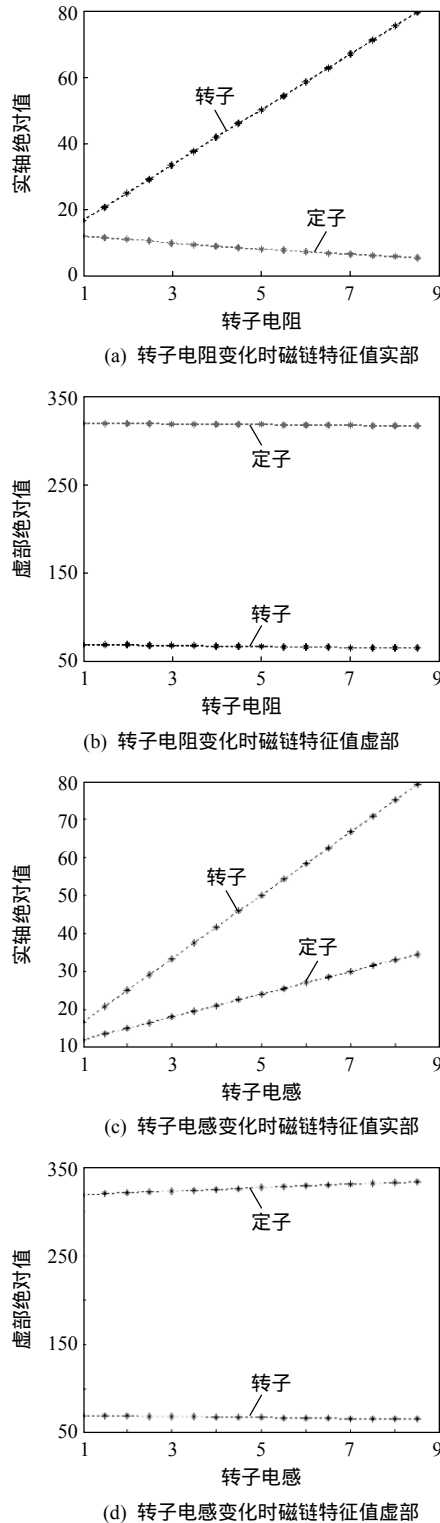 80
60
40
20
0
实轴绝对值
转子
定子
1 3 5 7 9
转子电阻
(a) 转子电阻变化时磁链特征值实部
350
250
150
50
虚部绝对值
定子
转子
1 3 5 7 9
转子电阻
(b) 转子电阻变化时磁链特征值虚部
80
70
60
50
40
30
20
10
实轴绝对值
转子
定子
1 3 5 7 9
转子电感
(c) 转子电感变化时磁链特征值实部
350
250
150
50
虚部绝对值
定子
转子
1 3 5 7 9
转子电感
(d) 转子电感变化时磁链特征值虚部